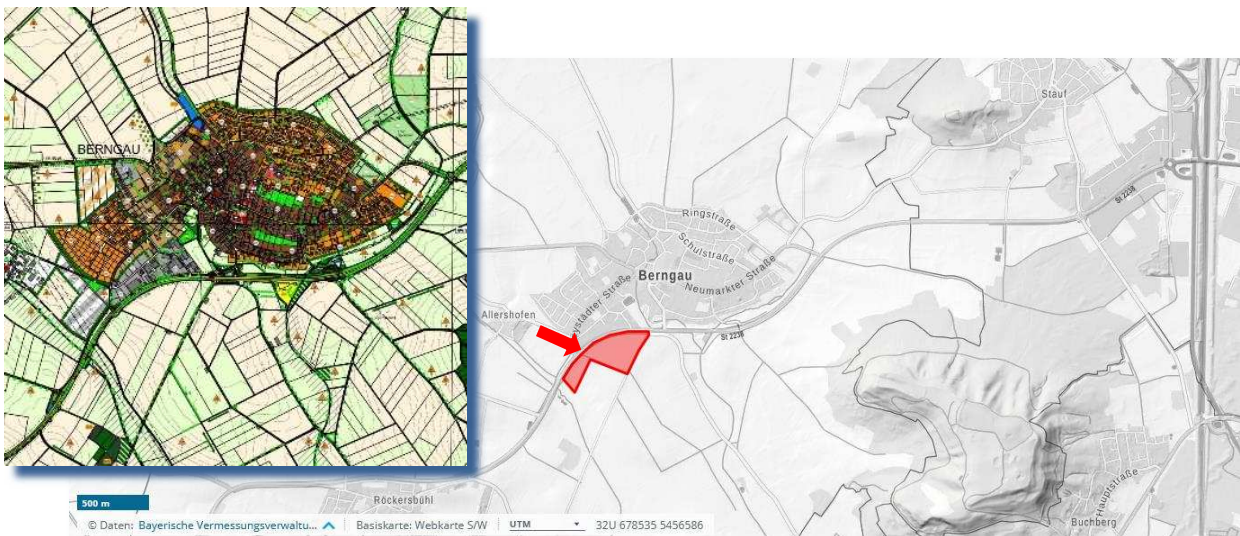 BERNGAU
Stauf
St 2238
Ringstraße
Schulstraße
Berngau
Neumarkter Straße
Allershofen
ystädter Straße
St 2238
Hauptstraße
Buchberg
Röckersbühl
500 m
© Daten: Bayerische Vermessungsverwaltu... Basiskarte: Webkarte S/W UTM 32U 678535 5456586